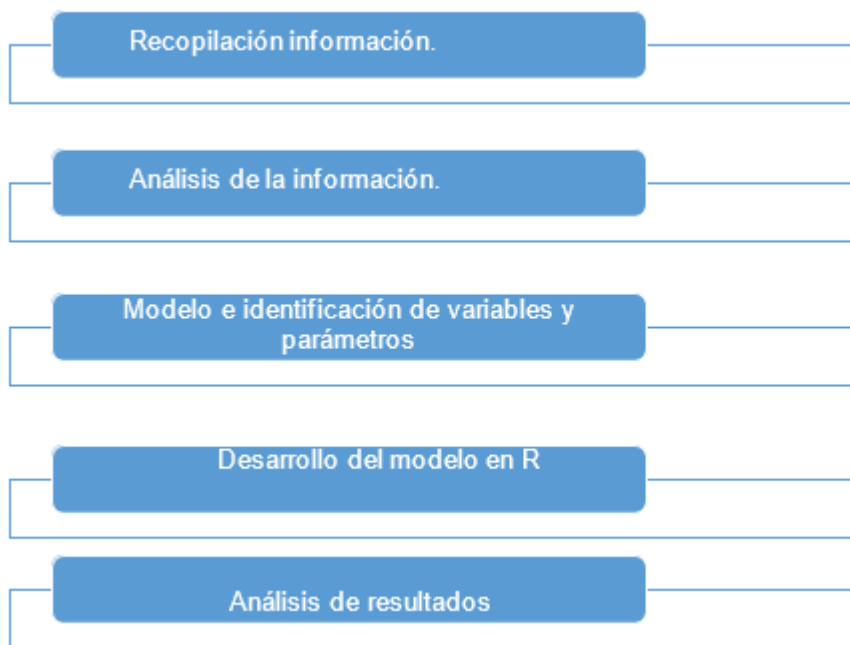 Recopilación información.
Análisis de la información.
Modelo e identificación de variables y
parámetros
Desarrollo del modelo en R
Análisis de resultados